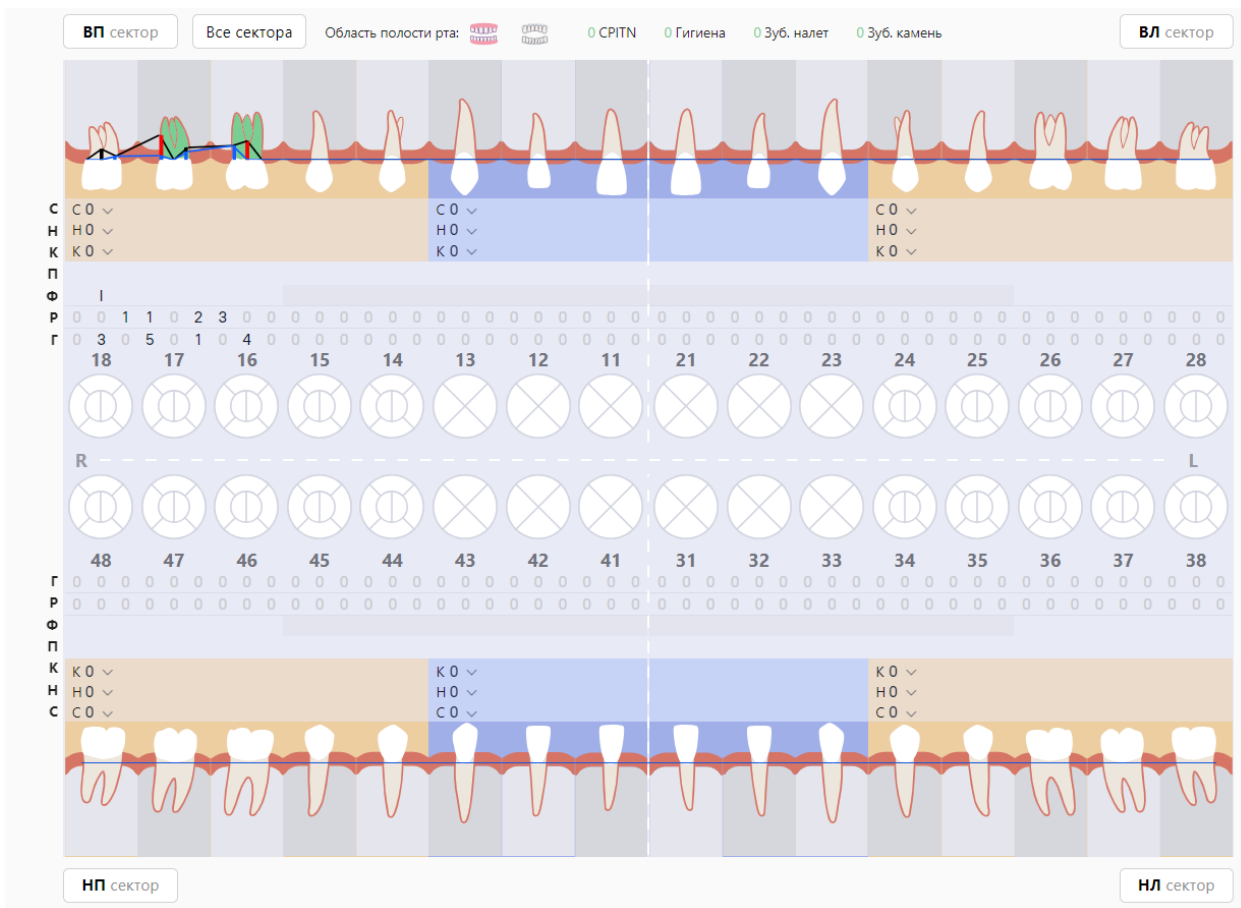 ВП сектор Все сектора Область полости рта: 0 CPITN 0 Гигиена 0 Зуб. налет 0 Зуб. камень ВЛ сектор
С С 0 С 0 С 0
Н Н 0 Н 0 Н 0
К К 0 К 0 К 0
П
Ф I
Р 0 0 1 1 0 2 3 0 0 0 0 0 0 0 0 0 0 0 0 0 0 0 0 0 0 0 0 0 0 0 0 0 0 0 0 0 0 0 0 0 0 0 0 0 0 0 0 0
Г 0 3 0 5 0 1 0 4 0 0 0 0 0 0 0 0 0 0 0 0 0 0 0 0 0 0 0 0 0 0 0 0 0 0 0 0 0 0 0 0 0 0 0 0 0 0 0 0
18 17 16 15 14 13 12 11 21 22 23 24 25 26 27 28
R L
48 47 46 45 44 43 42 41 31 32 33 34 35 36 37 38
Г 0 0 0 0 0 0 0 0 0 0 0 0 0 0 0 0 0 0 0 0 0 0 0 0 0 0 0 0 0 0 0 0 0 0 0 0 0 0 0 0 0 0 0 0 0 0 0 0
Р 0 0 0 0 0 0 0 0 0 0 0 0 0 0 0 0 0 0 0 0 0 0 0 0 0 0 0 0 0 0 0 0 0 0 0 0 0 0 0 0 0 0 0 0 0 0 0 0
Ф
П
К К 0 К 0 К 0
Н Н 0 Н 0 Н 0
С С 0 С 0 С 0
НП сектор НЛ сектор